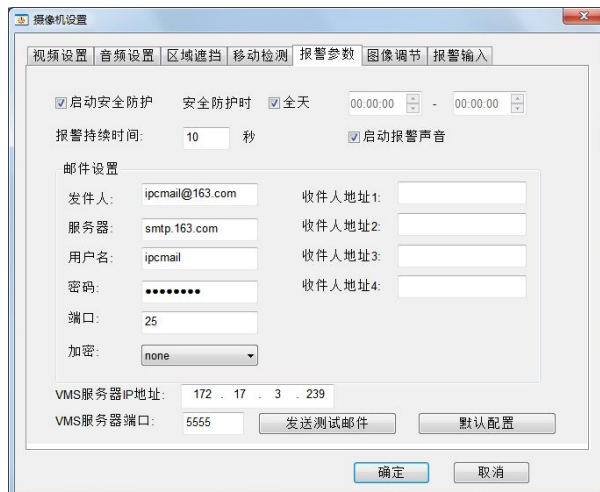 摄像机设置
视频设置 音频设置 区域遮挡 移动检测 报警参数 图像调节 报警输入
启动安全防护 安全防护时 全天 00:00:00 - 00:00:00
报警持续时间: 10 秒 启动报警声音
邮件设置
发件人: ipcmail@163.com 收件人地址1:
服务器: smtp.163.com 收件人地址2:
用户名: ipcmail 收件人地址3:
密码: ●●●●●●●● 收件人地址4:
端口: 25
加密: none
VMS服务器IP地址: 172 . 17 . 3 . 239
VMS服务器端口: 5555 发送测试邮件 默认配置
确定 取消